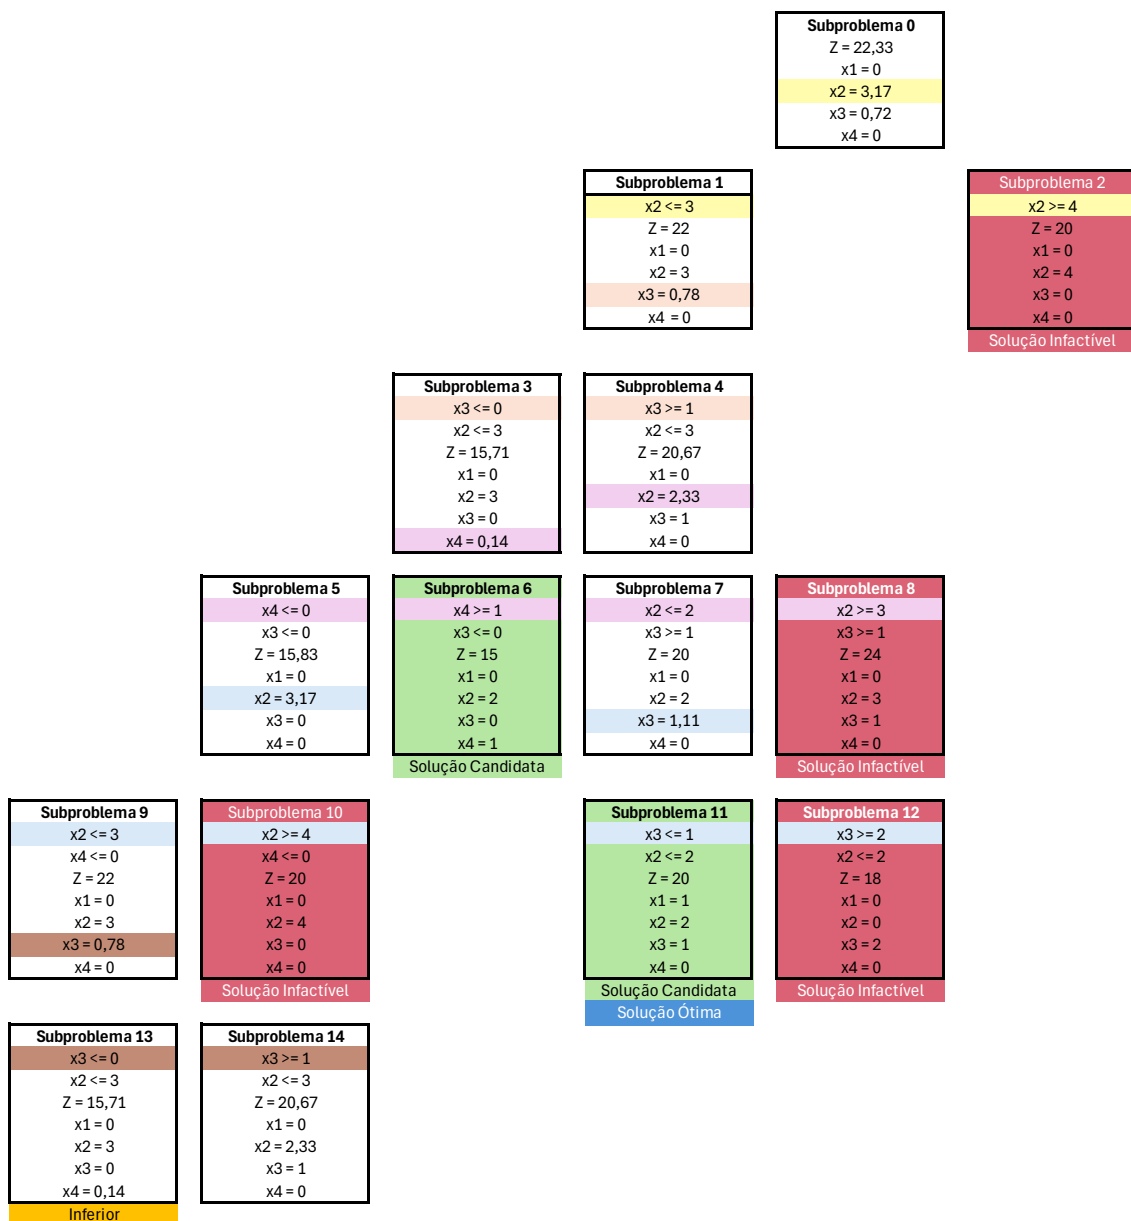 Subproblema 0
Z = 22,33
x1 = 0
x2 = 3,17
x3 = 0,72
x4 = 0
Subproblema 1
x2 <= 3
Z = 22
x1 = 0
x2 = 3
x3 = 0,78
x4 = 0
Subproblema 2
x2 >= 4
Z = 20
x1 = 0
x2 = 4
x3 = 0
x4 = 0
Solução Infactível
Subproblema 3
x3 <= 0
x2 <= 3
Z = 15,71
x1 = 0
x2 = 3
x3 = 0
x4 = 0,14
Subproblema 4
x3 >= 1
x2 <= 3
Z = 20,67
x1 = 0
x2 = 2,33
x3 = 1
x4 = 0
Subproblema 5
x4 <= 0
x3 <= 0
Z = 15,83
x1 = 0
x2 = 3,17
x3 = 0
x4 = 0
Subproblema 6
x4 >= 1
x3 <= 0
Z = 15
x1 = 0
x2 = 2
x3 = 0
x4 = 1
Solução Candidata
Subproblema 7
x2 <= 2
x3 >= 1
Z = 20
x1 = 0
x2 = 2
x3 = 1,11
x4 = 0
Subproblema 8
x2 >= 3
x3 >= 1
Z = 24
x1 = 0
x2 = 3
x3 = 1
x4 = 0
Solução Infactível
Subproblema 9
x2 <= 3
x4 <= 0
Z = 22
x1 = 0
x2 = 3
x3 = 0,78
x4 = 0
Subproblema 10
x2 >= 4
x4 <= 0
Z = 20
x1 = 0
x2 = 4
x3 = 0
x4 = 0
Solução Infactível
Subproblema 11
x3 <= 1
x2 <= 2
Z = 20
x1 = 1
x2 = 2
x3 = 1
x4 = 0
Solução Candidata
Solução Ótima
Subproblema 12
x3 >= 2
x2 <= 2
Z = 18
x1 = 0
x2 = 0
x3 = 2
x4 = 0
Solução Infactível
Subproblema 13
x3 <= 0
x2 <= 3
Z = 15,71
x1 = 0
x2 = 3
x3 = 0
x4 = 0,14
Inferior
Subproblema 14
x3 >= 1
x2 <= 3
Z = 20,67
x1 = 0
x2 = 2,33
x3 = 1
x4 = 0